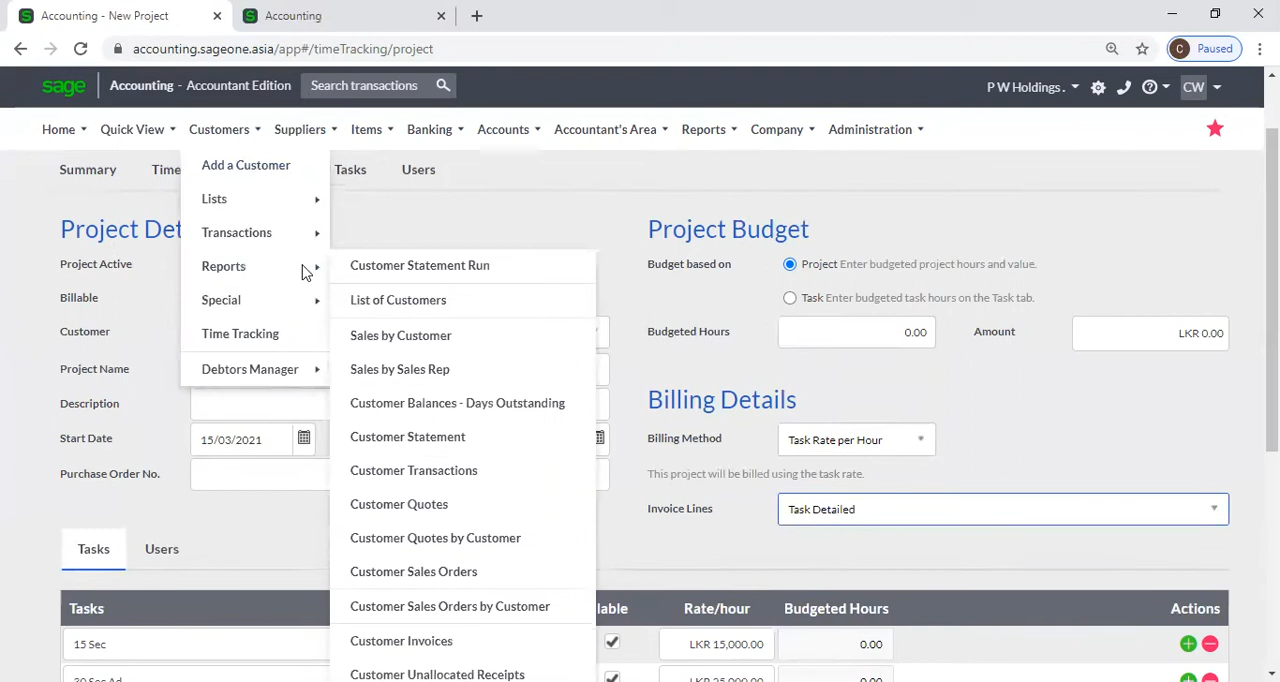 Accounting - New Project
Accounting
accounting.sageone.asia/app#/timeTracking/project
C Paused
sage Accounting - Accountant Edition Search transactions P W Holdings . CW
Home Quick View Customers Suppliers Items Banking Accounts Accountant's Area Reports Company Administration
Summary Time Tasks Users
Add a Customer
Lists
Transactions
Reports
Special
Time Tracking
Debtors Manager
Customer Statement Run
List of Customers
Sales by Customer
Sales by Sales Rep
Customer Balances - Days Outstanding
Customer Statement
Customer Transactions
Customer Quotes
Customer Quotes by Customer
Customer Sales Orders
Customer Sales Orders by Customer
Customer Invoices
Customer Unallocated Receipts
Project Det
Project Active
Billable
Customer
Project Name
Description
Start Date 15/03/2021
Purchase Order No.
Project Budget
Budget based on Project Enter budgeted project hours and value.
Task Enter budgeted task hours on the Task tab.
Budgeted Hours 0.00 Amount LKR 0.00
Billing Details
Billing Method Task Rate per Hour
This project will be billed using the task rate.
Invoice Lines Task Detailed
Tasks Users
Tasks llable Rate/hour Budgeted Hours Actions
15 Sec LKR 15,000.00 0.00
30 Sec Ad